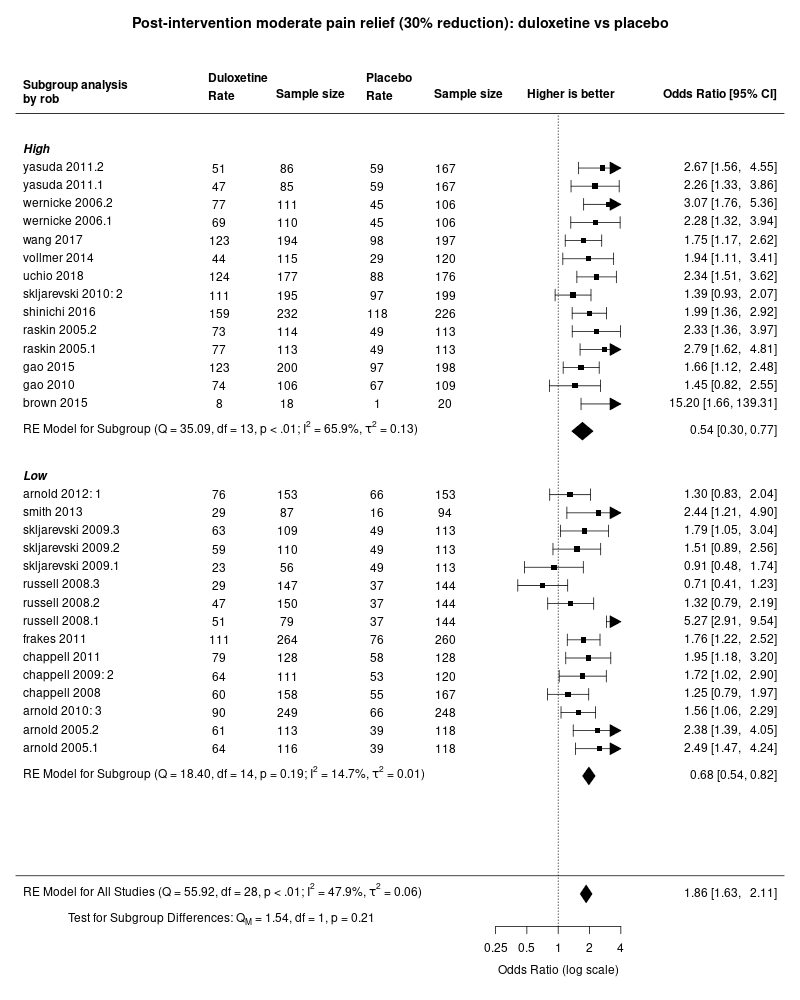 Post-intervention moderate pain relief (30% reduction): duloxetine vs placebo
Subgroup analysis by rob Duloxetine Rate Sample size Placebo Rate Sample size Higher is better Odds Ratio [95% CI]
High
yasuda 2011.2 51 86 59 167 2.67 [1.56, 4.55]
yasuda 2011.1 47 85 59 167 2.26 [1.33, 3.86]
wernicke 2006.2 77 111 45 106 3.07 [1.76, 5.36]
wernicke 2006.1 69 110 45 106 2.28 [1.32, 3.94]
wang 2017 123 194 98 197 1.75 [1.17, 2.62]
vollmer 2014 44 115 29 120 1.94 [1.11, 3.41]
uchio 2018 124 177 88 176 2.34 [1.51, 3.62]
skljarevski 2010: 2 111 195 97 199 1.39 [0.93, 2.07]
shinichi 2016 159 232 118 226 1.99 [1.36, 2.92]
raskin 2005.2 73 114 49 113 2.33 [1.36, 3.97]
raskin 2005.1 77 113 49 113 2.79 [1.62, 4.81]
gao 2015 123 200 97 198 1.66 [1.12, 2.48]
gao 2010 74 106 67 109 1.45 [0.82, 2.55]
brown 2015 8 18 1 20 15.20 [1.66, 139.31]
RE Model for Subgroup (Q = 35.09, df = 13, p < .01; I² = 65.9%, τ² = 0.13) 0.54 [0.30, 0.77]
Low
arnold 2012: 1 76 153 66 153 1.30 [0.83, 2.04]
smith 2013 29 87 16 94 2.44 [1.21, 4.90]
skljarevski 2009.3 63 109 49 113 1.79 [1.05, 3.04]
skljarevski 2009.2 59 110 49 113 1.51 [0.89, 2.56]
skljarevski 2009.1 23 56 49 113 0.91 [0.48, 1.74]
russell 2008.3 29 147 37 144 0.71 [0.41, 1.23]
russell 2008.2 47 150 37 144 1.32 [0.79, 2.19]
russell 2008.1 51 79 37 144 5.27 [2.91, 9.54]
frakes 2011 111 264 76 260 1.76 [1.22, 2.52]
chappell 2011 79 128 58 128 1.95 [1.18, 3.20]
chappell 2009: 2 64 111 53 120 1.72 [1.02, 2.90]
chappell 2008 60 158 55 167 1.25 [0.79, 1.97]
arnold 2010: 3 90 249 66 248 1.56 [1.06, 2.29]
arnold 2005.2 61 113 39 118 2.38 [1.39, 4.05]
arnold 2005.1 64 116 39 118 2.49 [1.47, 4.24]
RE Model for Subgroup (Q = 18.40, df = 14, p = 0.19; I² = 14.7%, τ² = 0.01) 0.68 [0.54, 0.82]
RE Model for All Studies (Q = 55.92, df = 28, p < .01; I² = 47.9%, τ² = 0.06) 1.86 [1.63, 2.11]
Test for Subgroup Differences: Q_M = 1.54, df = 1, p = 0.21
0.25 0.5 1 2 4
Odds Ratio (log scale)